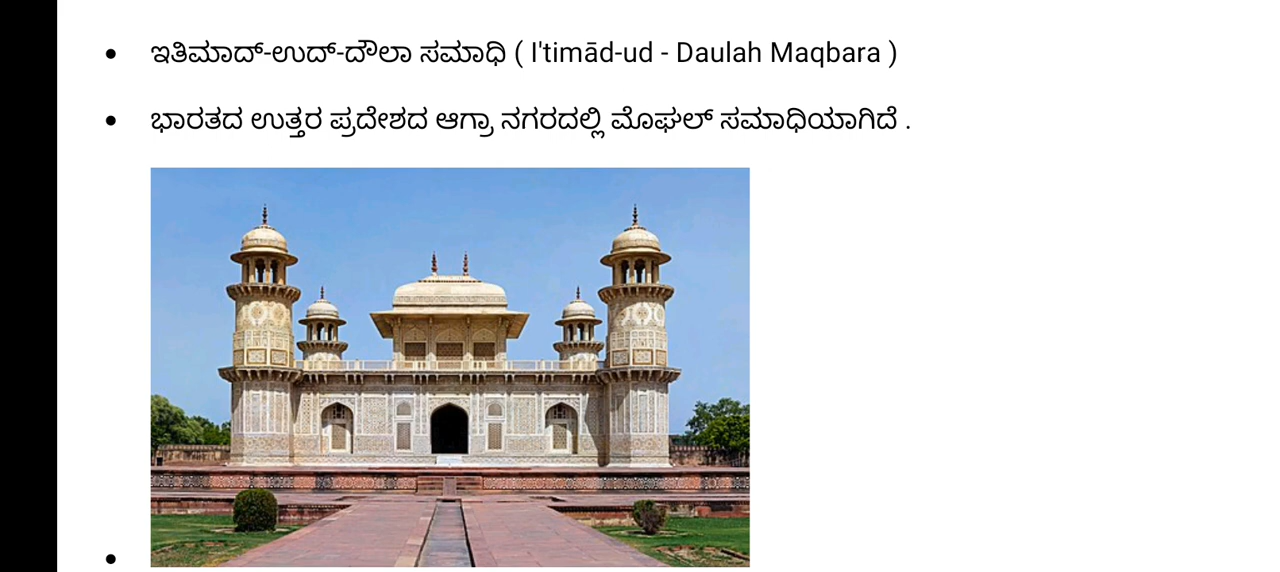 ಇತಿಮಾದ್-ಉದ್-ದೌಲಾ ಸಮಾಧಿ ( I'timād-ud - Daulah Maqbara )
ಭಾರತದ ಉತ್ತರ ಪ್ರದೇಶದ ಆಗ್ರಾ ನಗರದಲ್ಲಿ ಮೊಘಲ್ ಸಮಾಧಿಯಾಗಿದೆ .